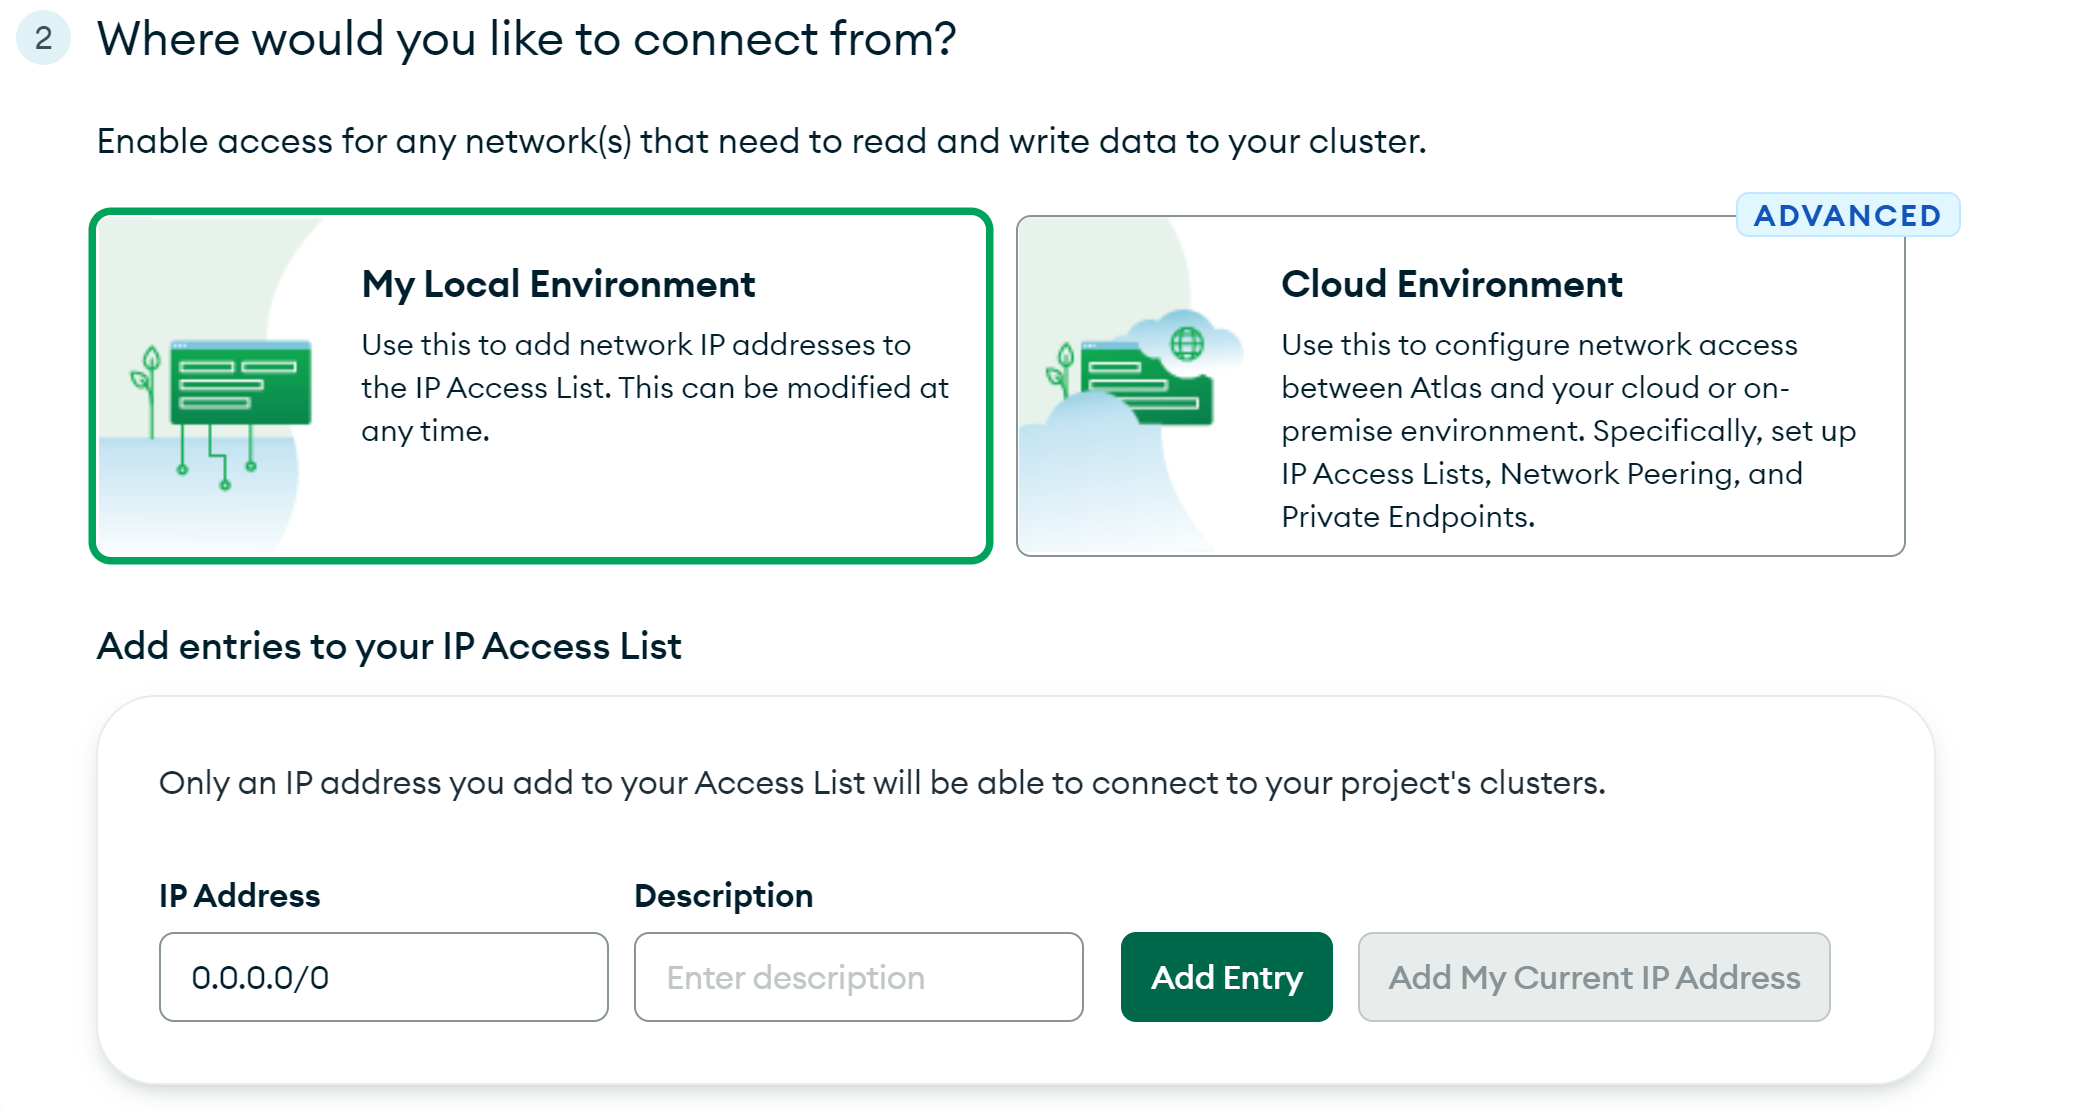 2 Where would you like to connect from?
Enable access for any network(s) that need to read and write data to your cluster.
ADVANCED
My Local Environment
Use this to add network IP addresses to
the IP Access List. This can be modified at
any time.
Cloud Environment
Use this to configure network access
between Atlas and your cloud or on-
premise environment. Specifically, set up
IP Access Lists, Network Peering, and
Private Endpoints.
Add entries to your IP Access List
Only an IP address you add to your Access List will be able to connect to your project's clusters.
IP Address Description
0.0.0.0/0 Enter description Add Entry Add My Current IP Address